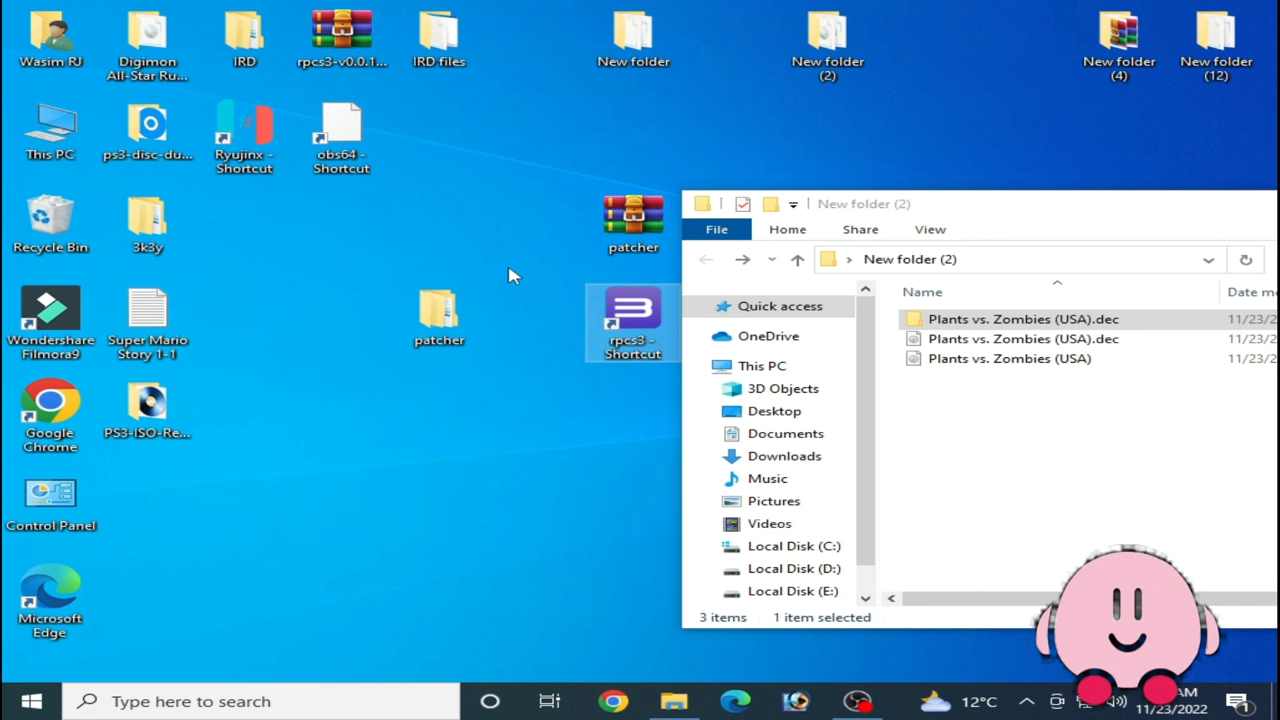 Wasim RJ
Digimon
All-Star Ru...
IRD
rpcs3-v0.0.1...
IRD files
New folder
New folder
(2)
New folder
(4)
New folder
(12)
This PC
ps3-disc-du...
Ryujinx -
Shortcut
obs64 -
Shortcut
Recycle Bin
3k3y
patcher
Wondershare
Filmora9
Super Mario
Story 1-1
patcher
rpcs3 -
Shortcut
Google
Chrome
PS3-ISO-Re...
Control Panel
Microsoft
Edge
New folder (2)
File
Home
Share
View
New folder (2)
Name
Date mo
Quick access
OneDrive
This PC
3D Objects
Desktop
Documents
Downloads
Music
Pictures
Videos
Local Disk (C:)
Local Disk (D:)
Local Disk (E:)
Plants vs. Zombies (USA).dec
11/23/2
Plants vs. Zombies (USA).dec
11/23/2
Plants vs. Zombies (USA)
11/23/2
3 items
1 item selected
Type here to search
12°C
AM
11/23/2022
1